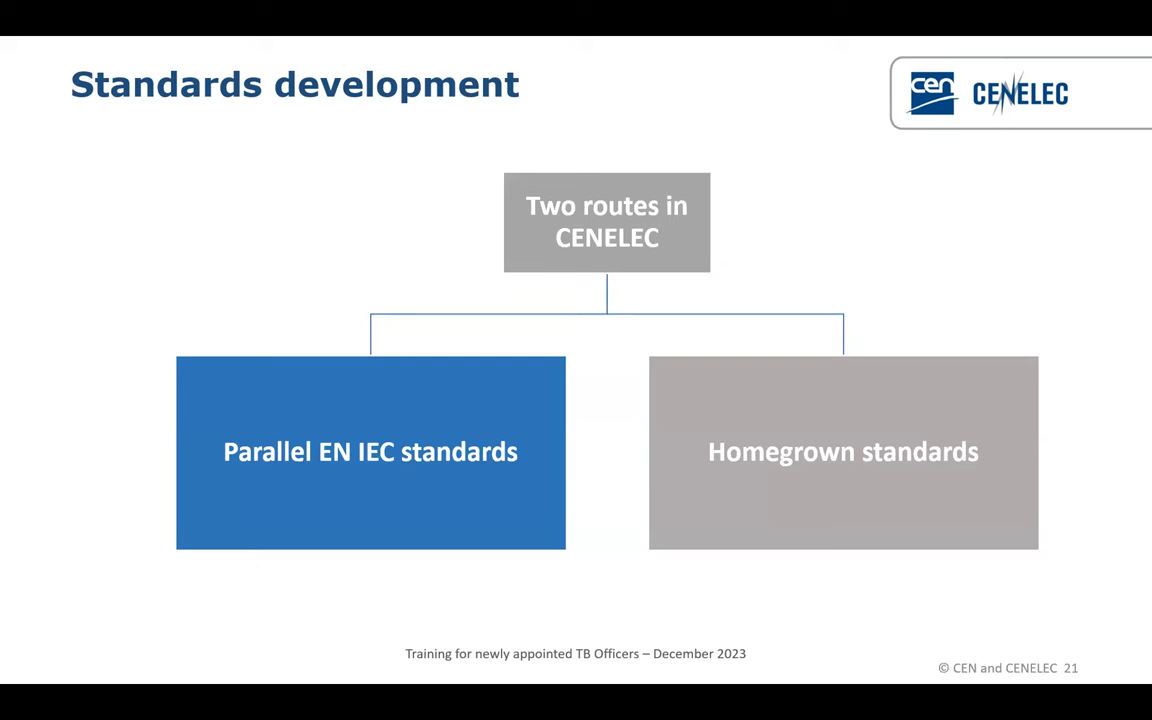 Standards development
cen CENELEC
Two routes in
CENELEC
Parallel EN IEC standards
Homegrown standards
Training for newly appointed TB Officers – December 2023
© CEN and CENELEC 21